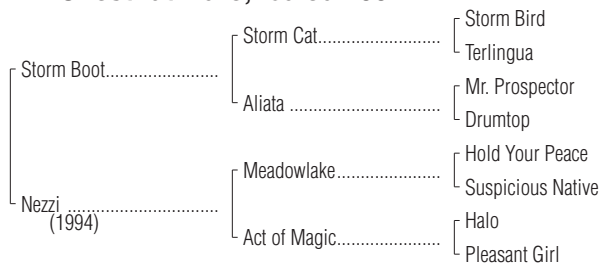 Storm Bird
Storm Cat
Terlingua
Storm Boot
Mr. Prospector
Aliata
Drumtop
Hold Your Peace
Meadowlake
Suspicious Native
Nezzi
(1994)
Halo
Act of Magic
Pleasant Girl